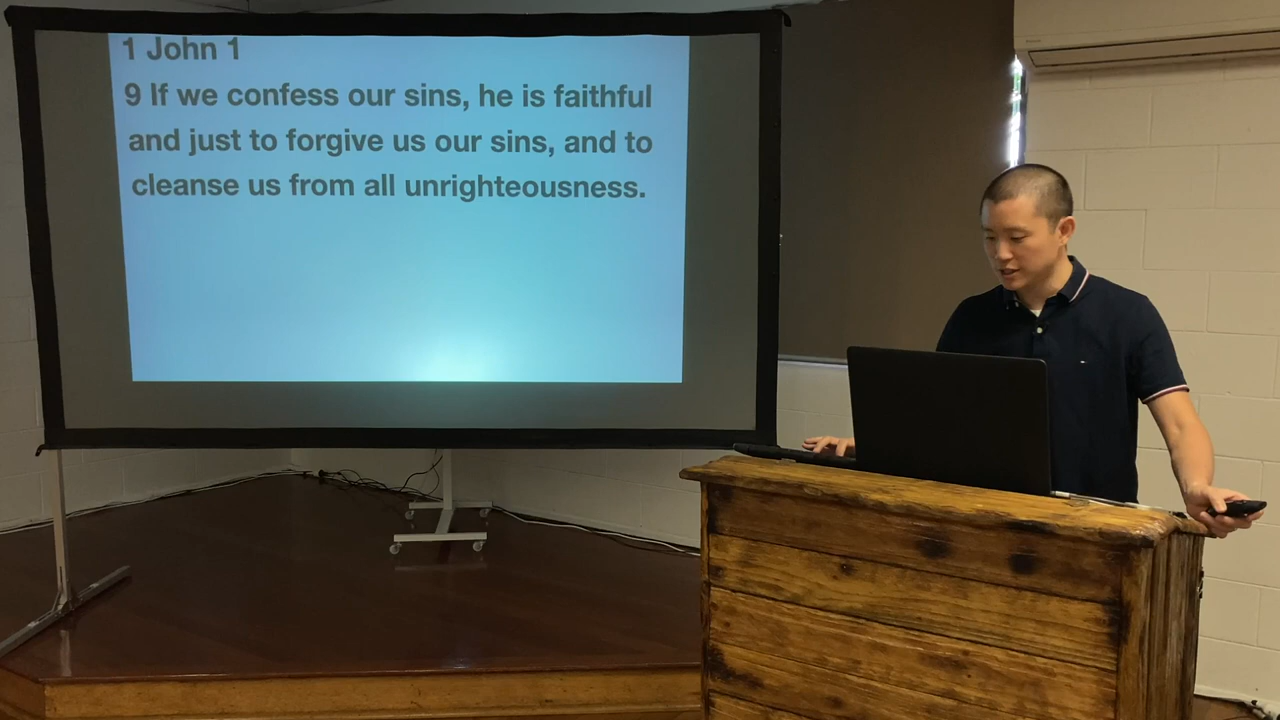 1 John 1
9 If we confess our sins, he is faithful
and just to forgive us our sins, and to
cleanse us from all unrighteousness.